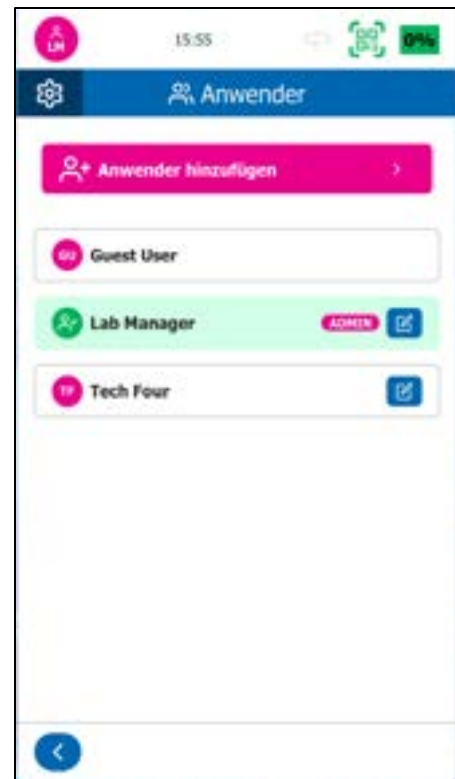 LM
15:55
0%
Anwender
Anwender hinzufügen
GU Guest User
Lab Manager ADMIN
TF Tech Four